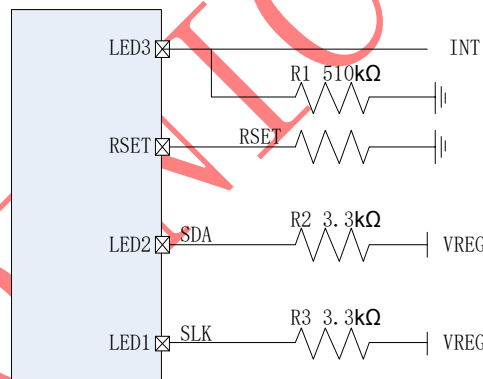 LED3 INT
R1 510kΩ
RSET RSET
LED2 SDA R2 3.3kΩ VREG
LED1 SLK R3 3.3kΩ VREG